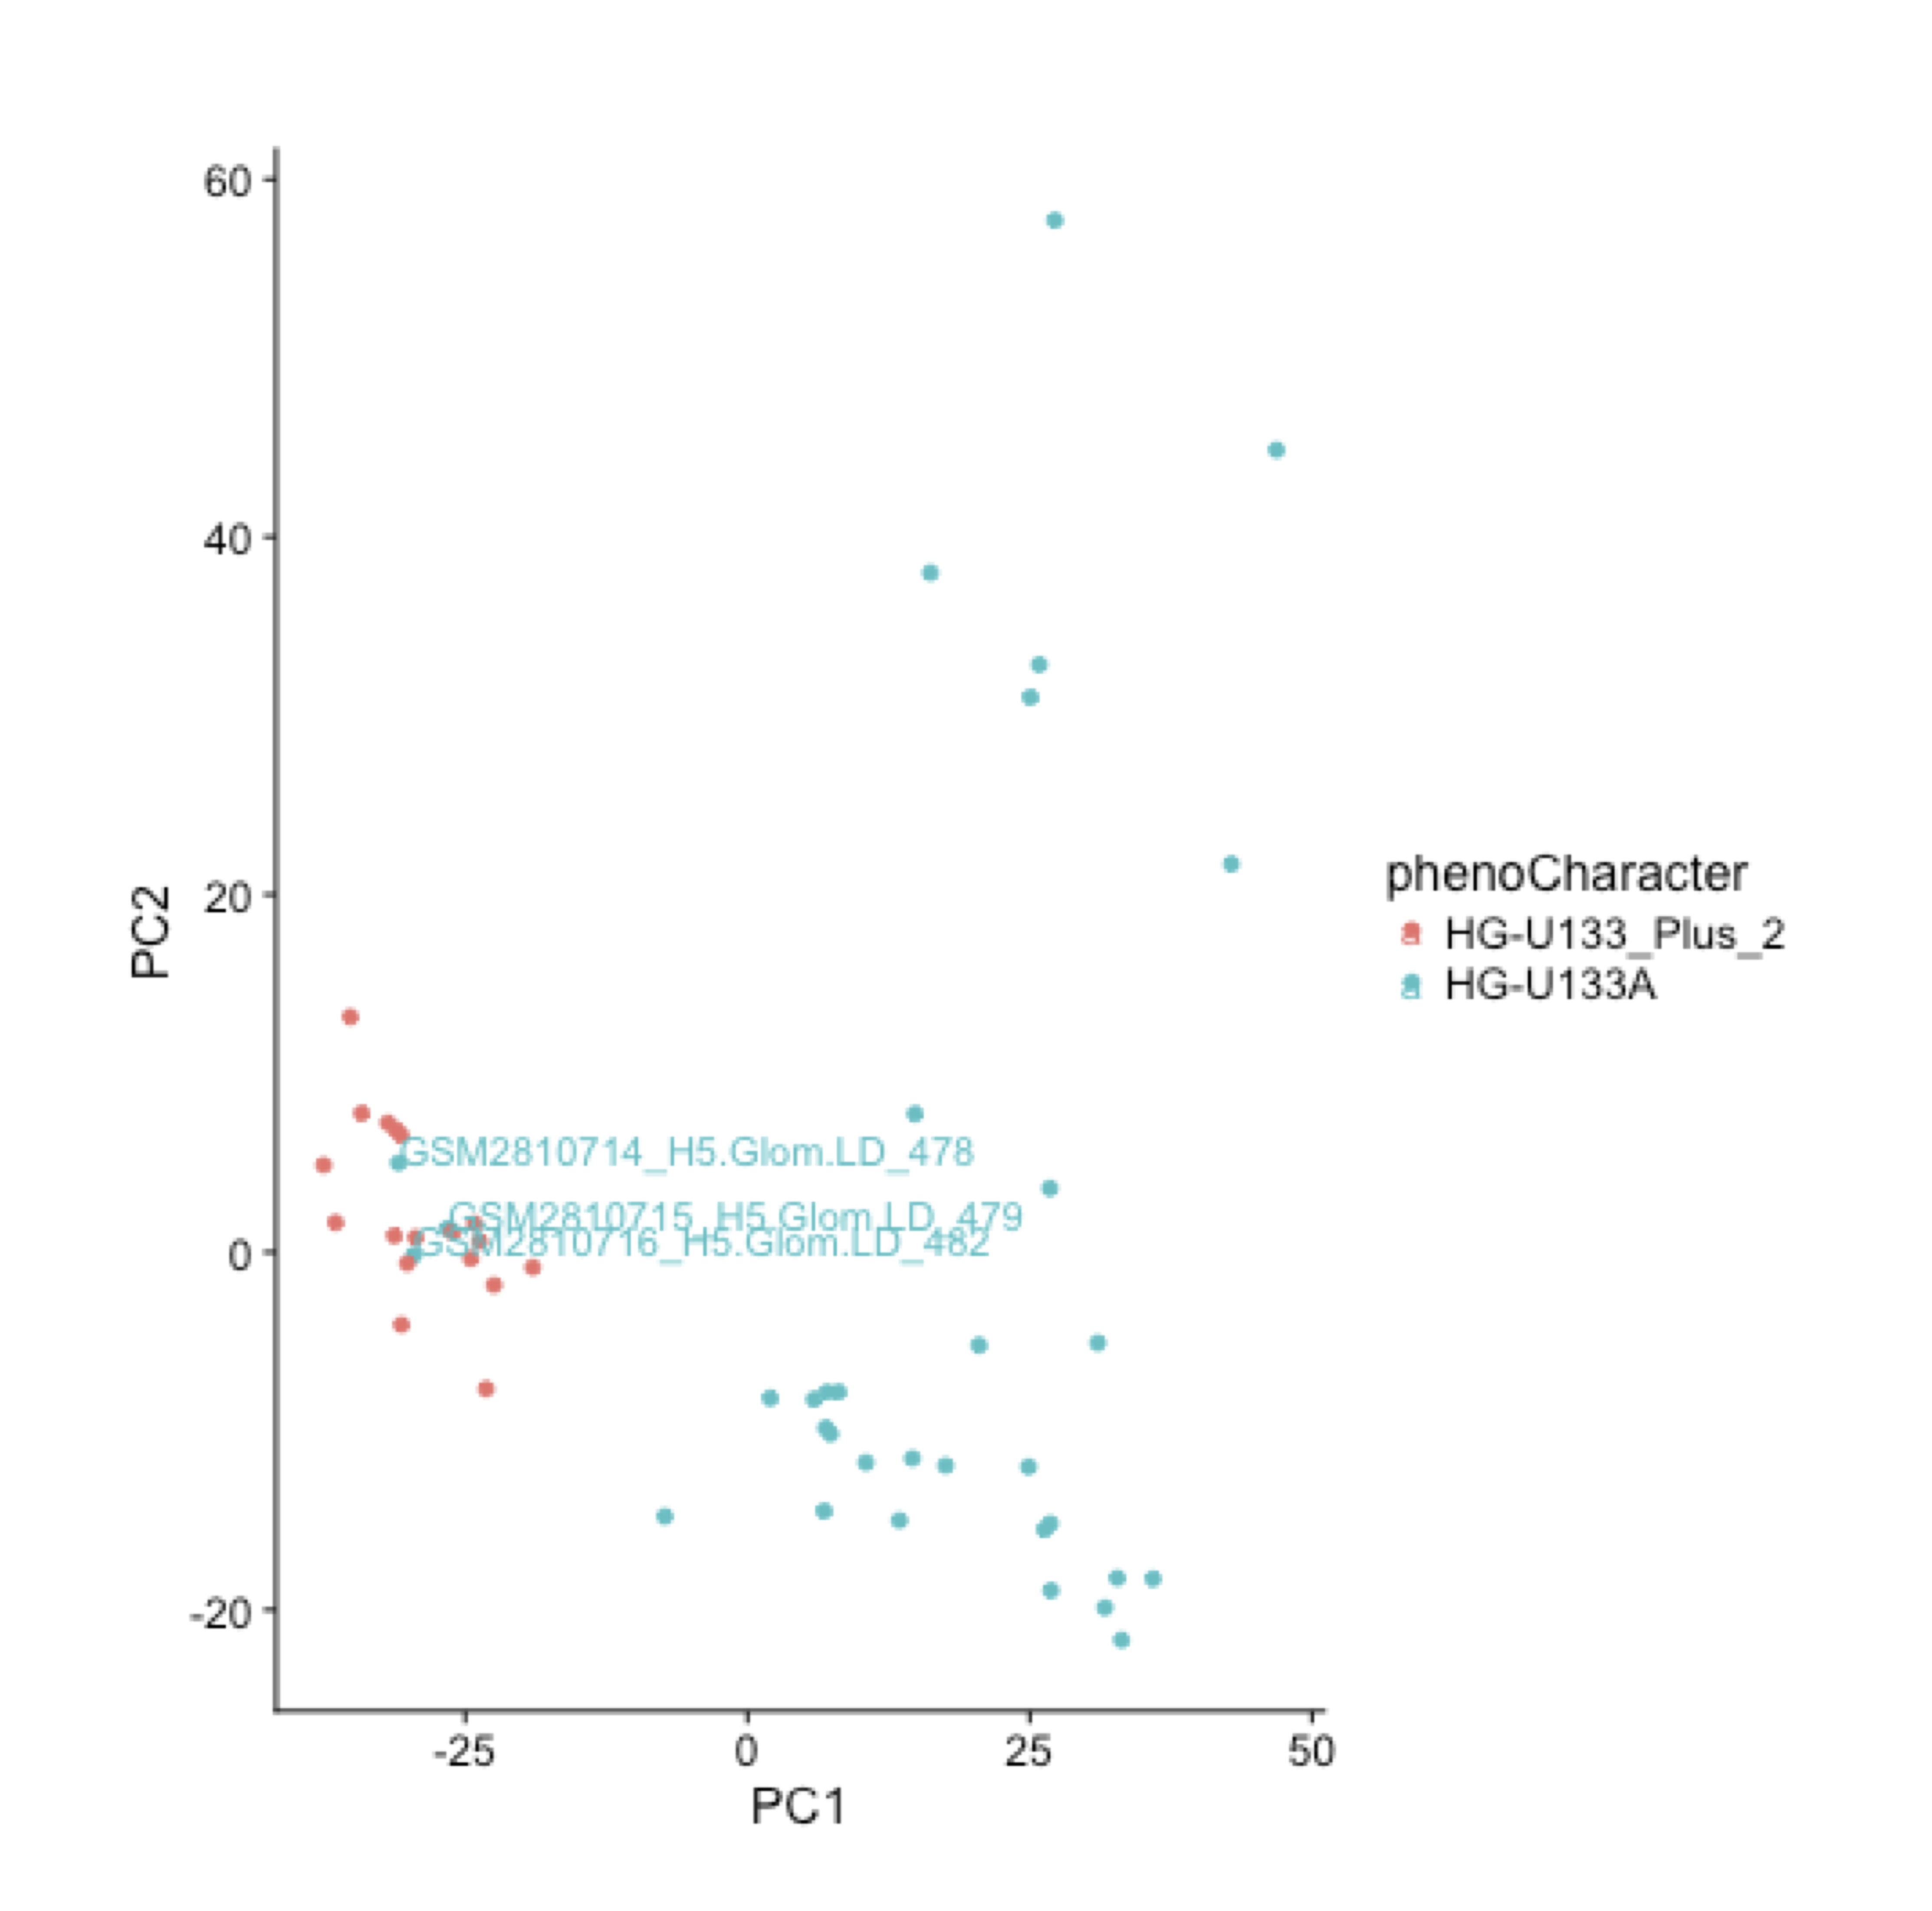 60
40
20
0
-20
PC2
GSM2810714_H5.Glom.LD_478
GSM2810715_H5.Glom.LD_479
GSM2810716_H5.Glom.LD_482
-25 0 25 50
PC1
phenoCharacter
HG-U133_Plus_2
HG-U133A